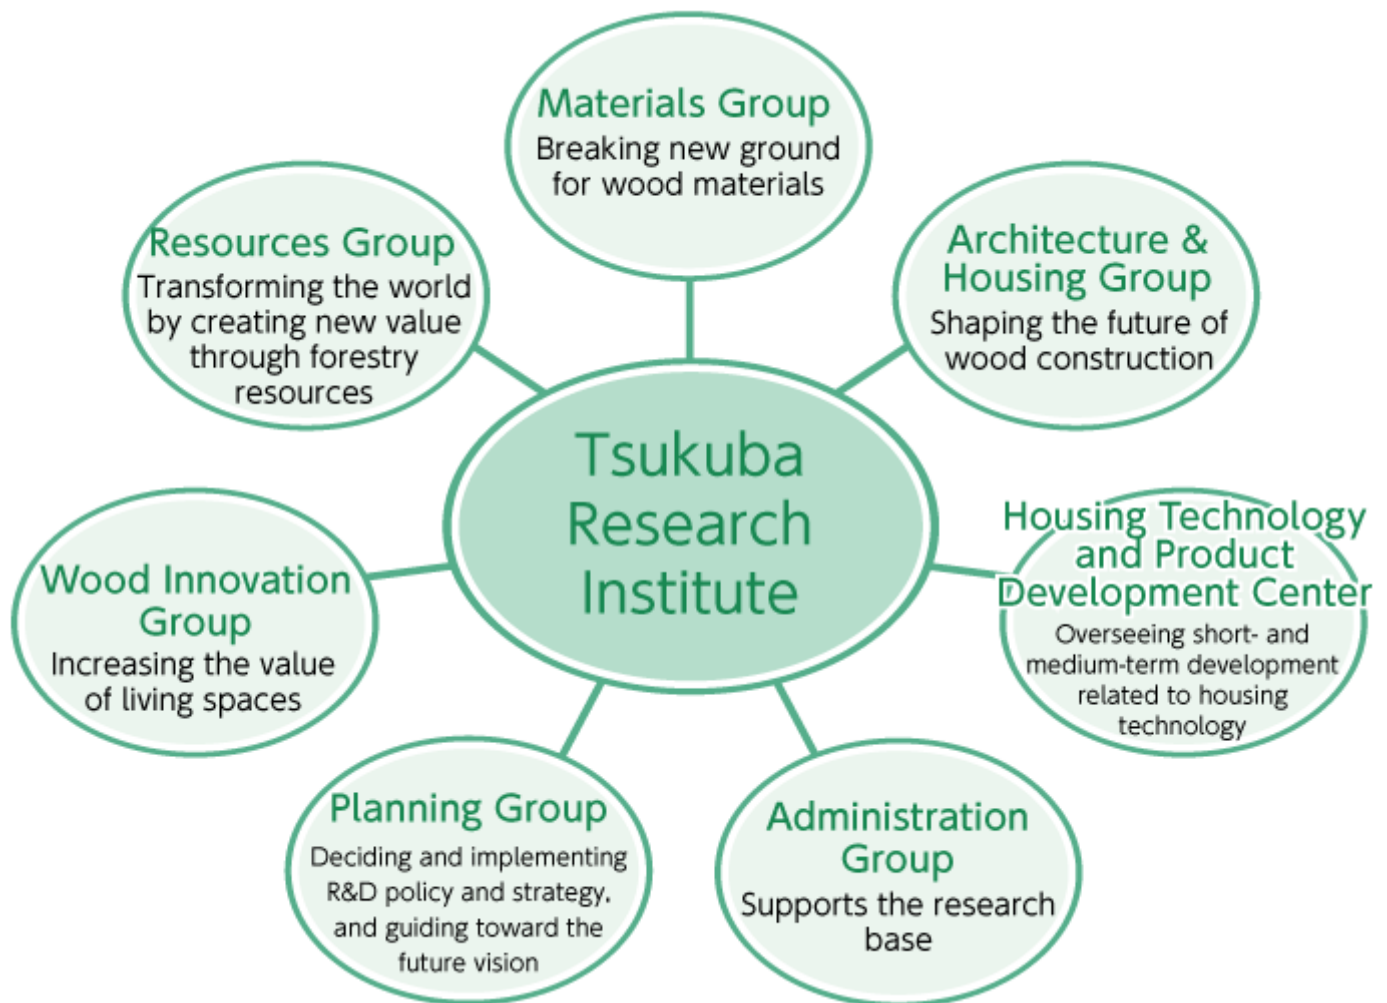 Materials Group
Breaking new ground
for wood materials
Resources Group
Transforming the world
by creating new value
through forestry
resources
Architecture &
Housing Group
Shaping the future of
wood construction
Tsukuba
Research
Institute
Wood Innovation
Group
Increasing the value
of living spaces
Housing Technology
and Product
Development Center
Overseeing short- and
medium-term development
related to housing
technology
Planning Group
Deciding and implementing
R&D policy and strategy,
and guiding toward the
future vision
Administration
Group
Supports the research
base